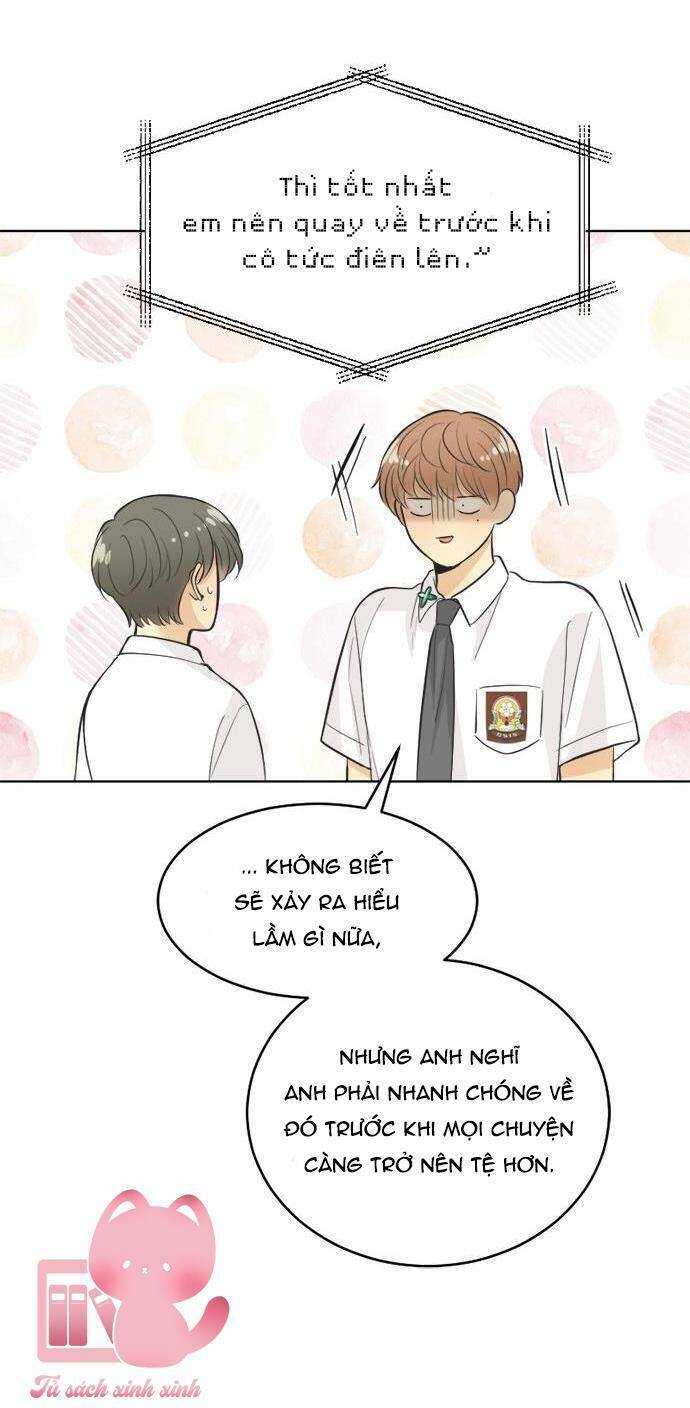 Thì tốt nhất
em nên quay về trước khi
cô tức điên lên.~
... KHÔNG BIẾT
SẼ XẢY RA HIỂU
LẦM GÌ NỮA,
NHƯNG ANH NGHĨ
ANH PHẢI NHANH CHÓNG VỀ
ĐÓ TRƯỚC KHI MỌI CHUYỆN
CÀNG TRỞ NÊN TỆ HƠN.
OSIS
Tủ sách xinh xinh